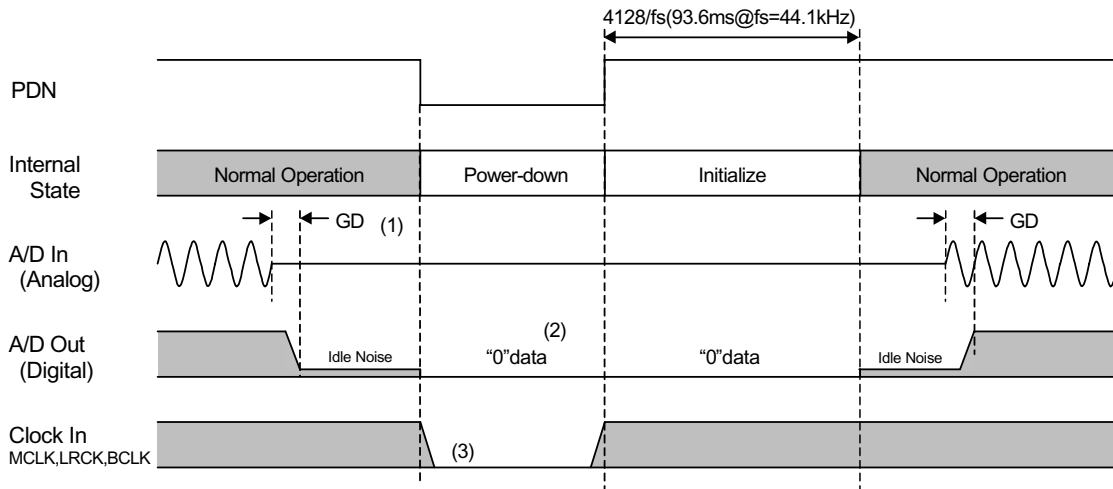 4128/fs(93.6ms@fs=44.1kHz)
PDN
Internal
State
Normal Operation
Power-down
Initialize
Normal Operation
GD
(1)
GD
A/D In
(Analog)
A/D Out
(Digital)
Idle Noise
(2)
“0”data
“0”data
Idle Noise
Clock In
MCLK,LRCK,BCLK
(3)